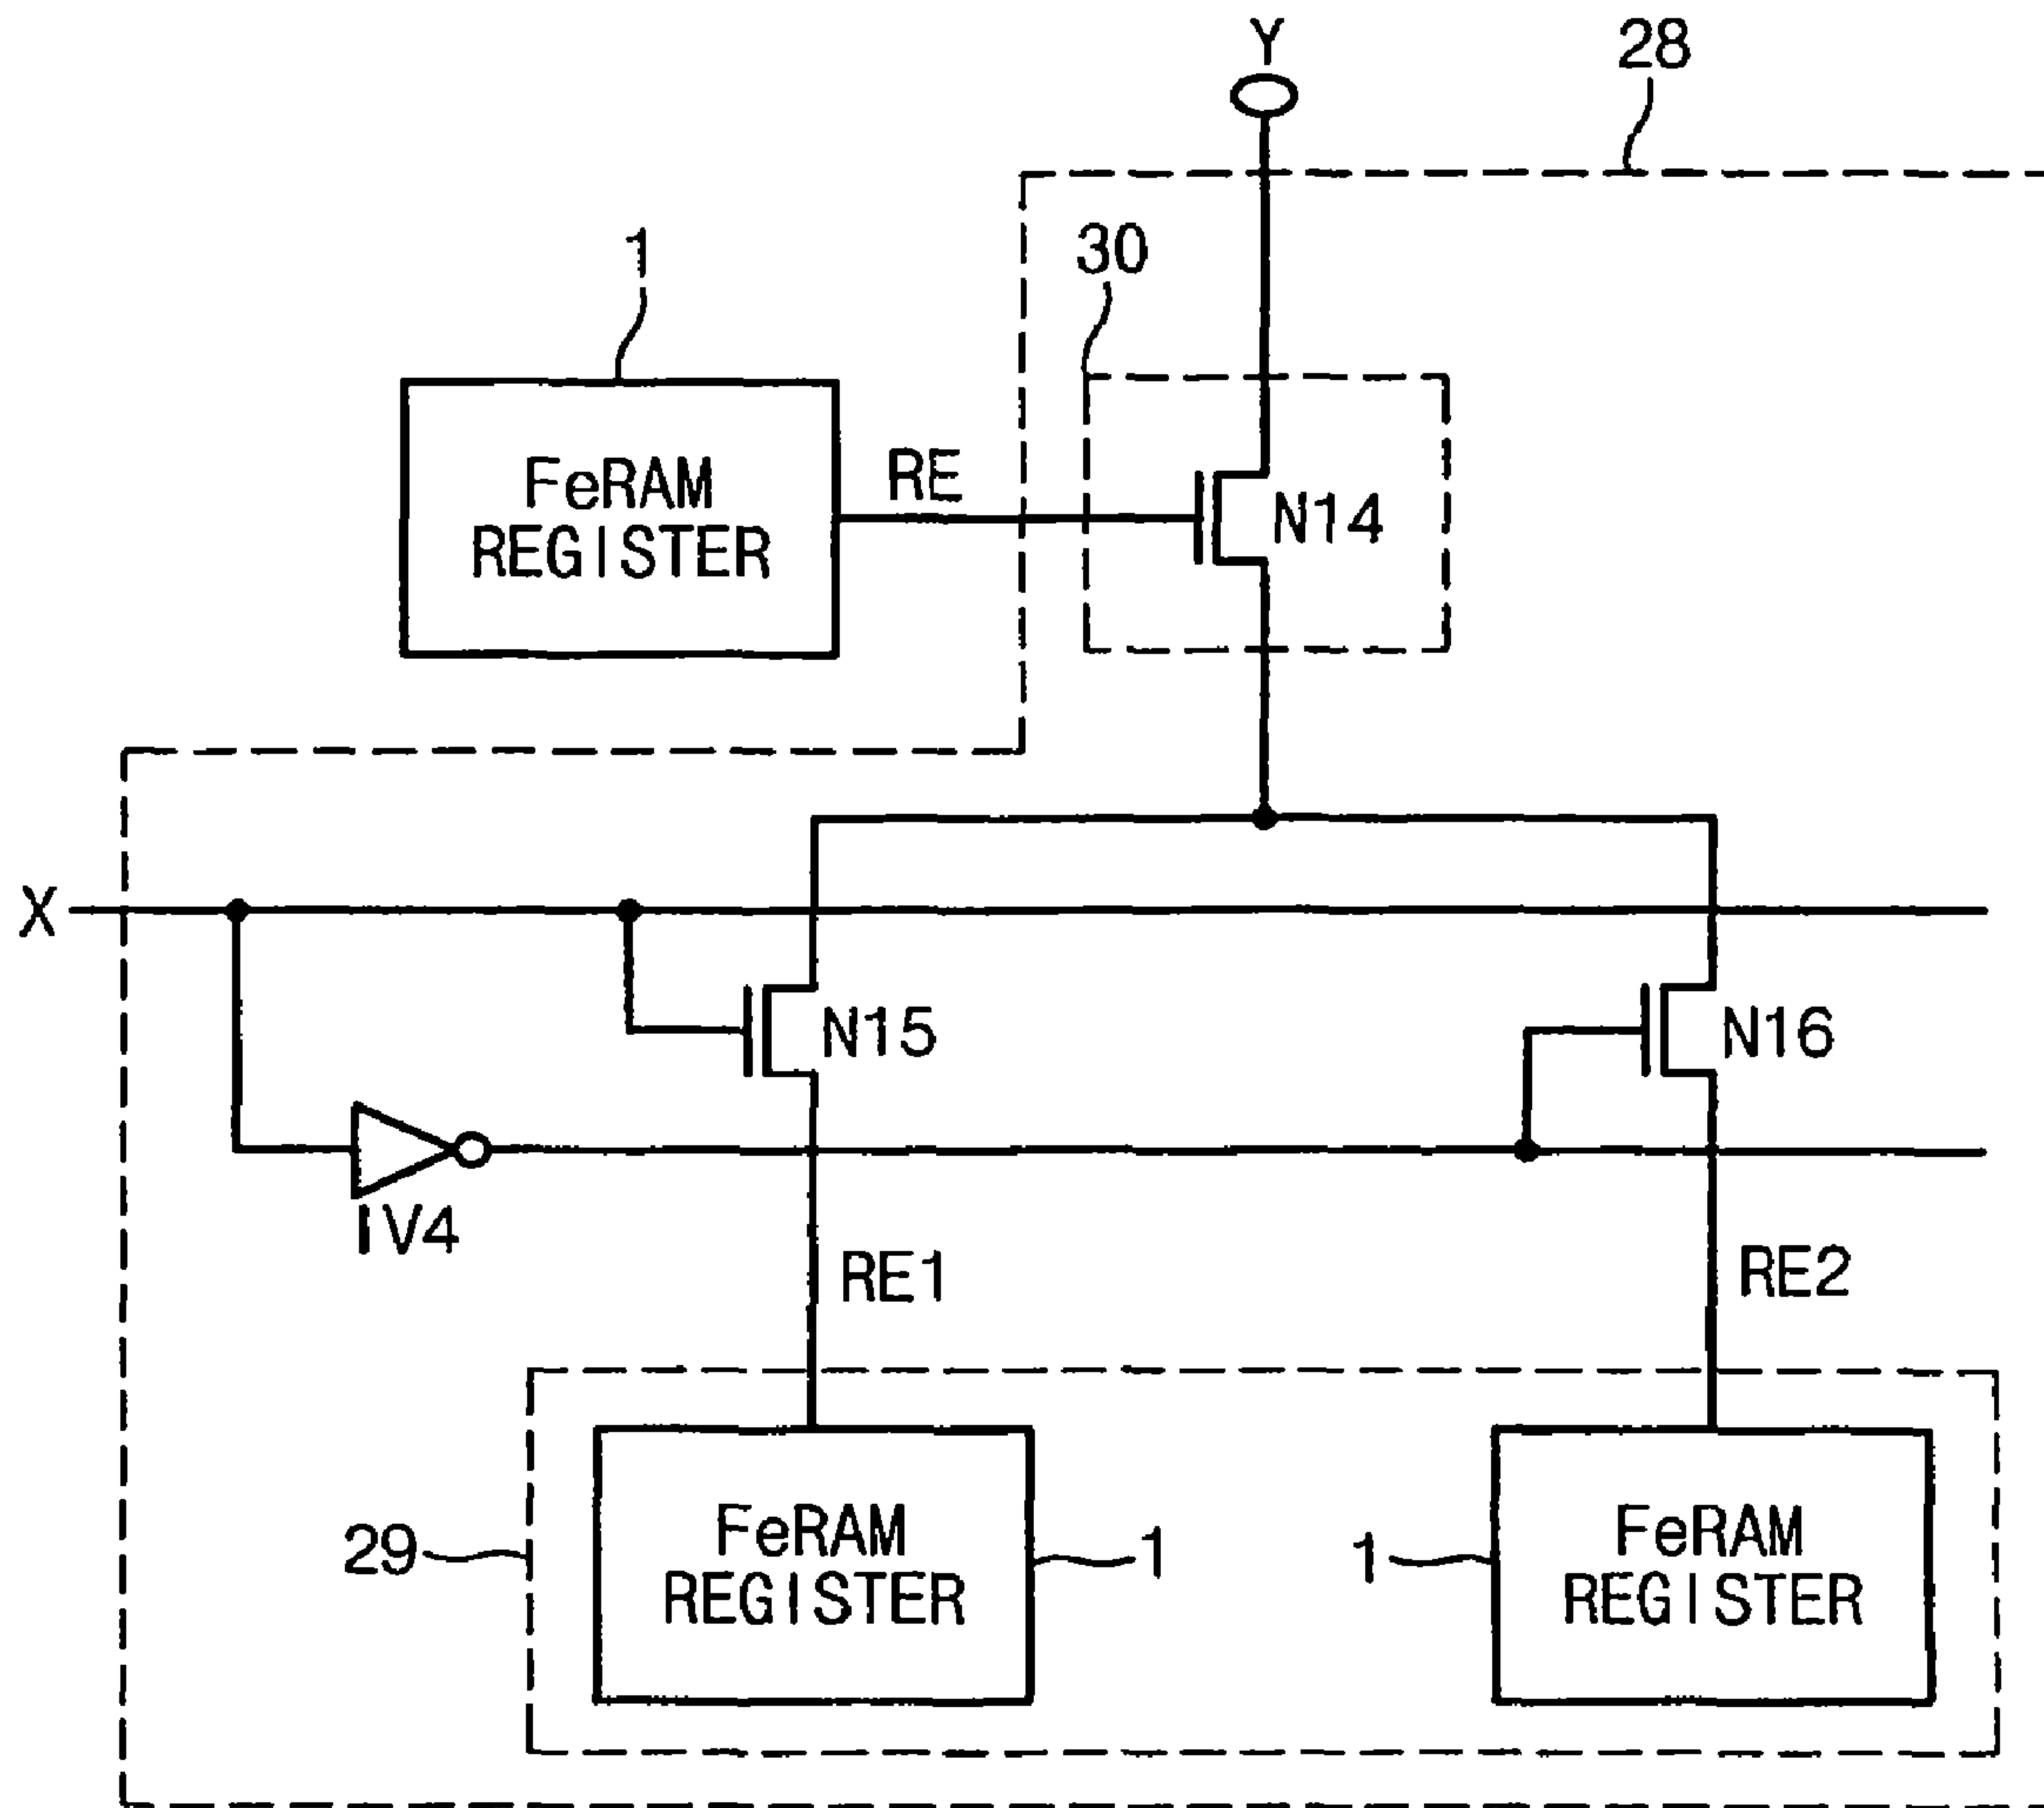 Y
28
30
1
FeRAM
REGISTER
RE
N14
X
N15
N16
IV4
RE1
RE2
29
FeRAM
REGISTER
1
1
FeRAM
REGISTER